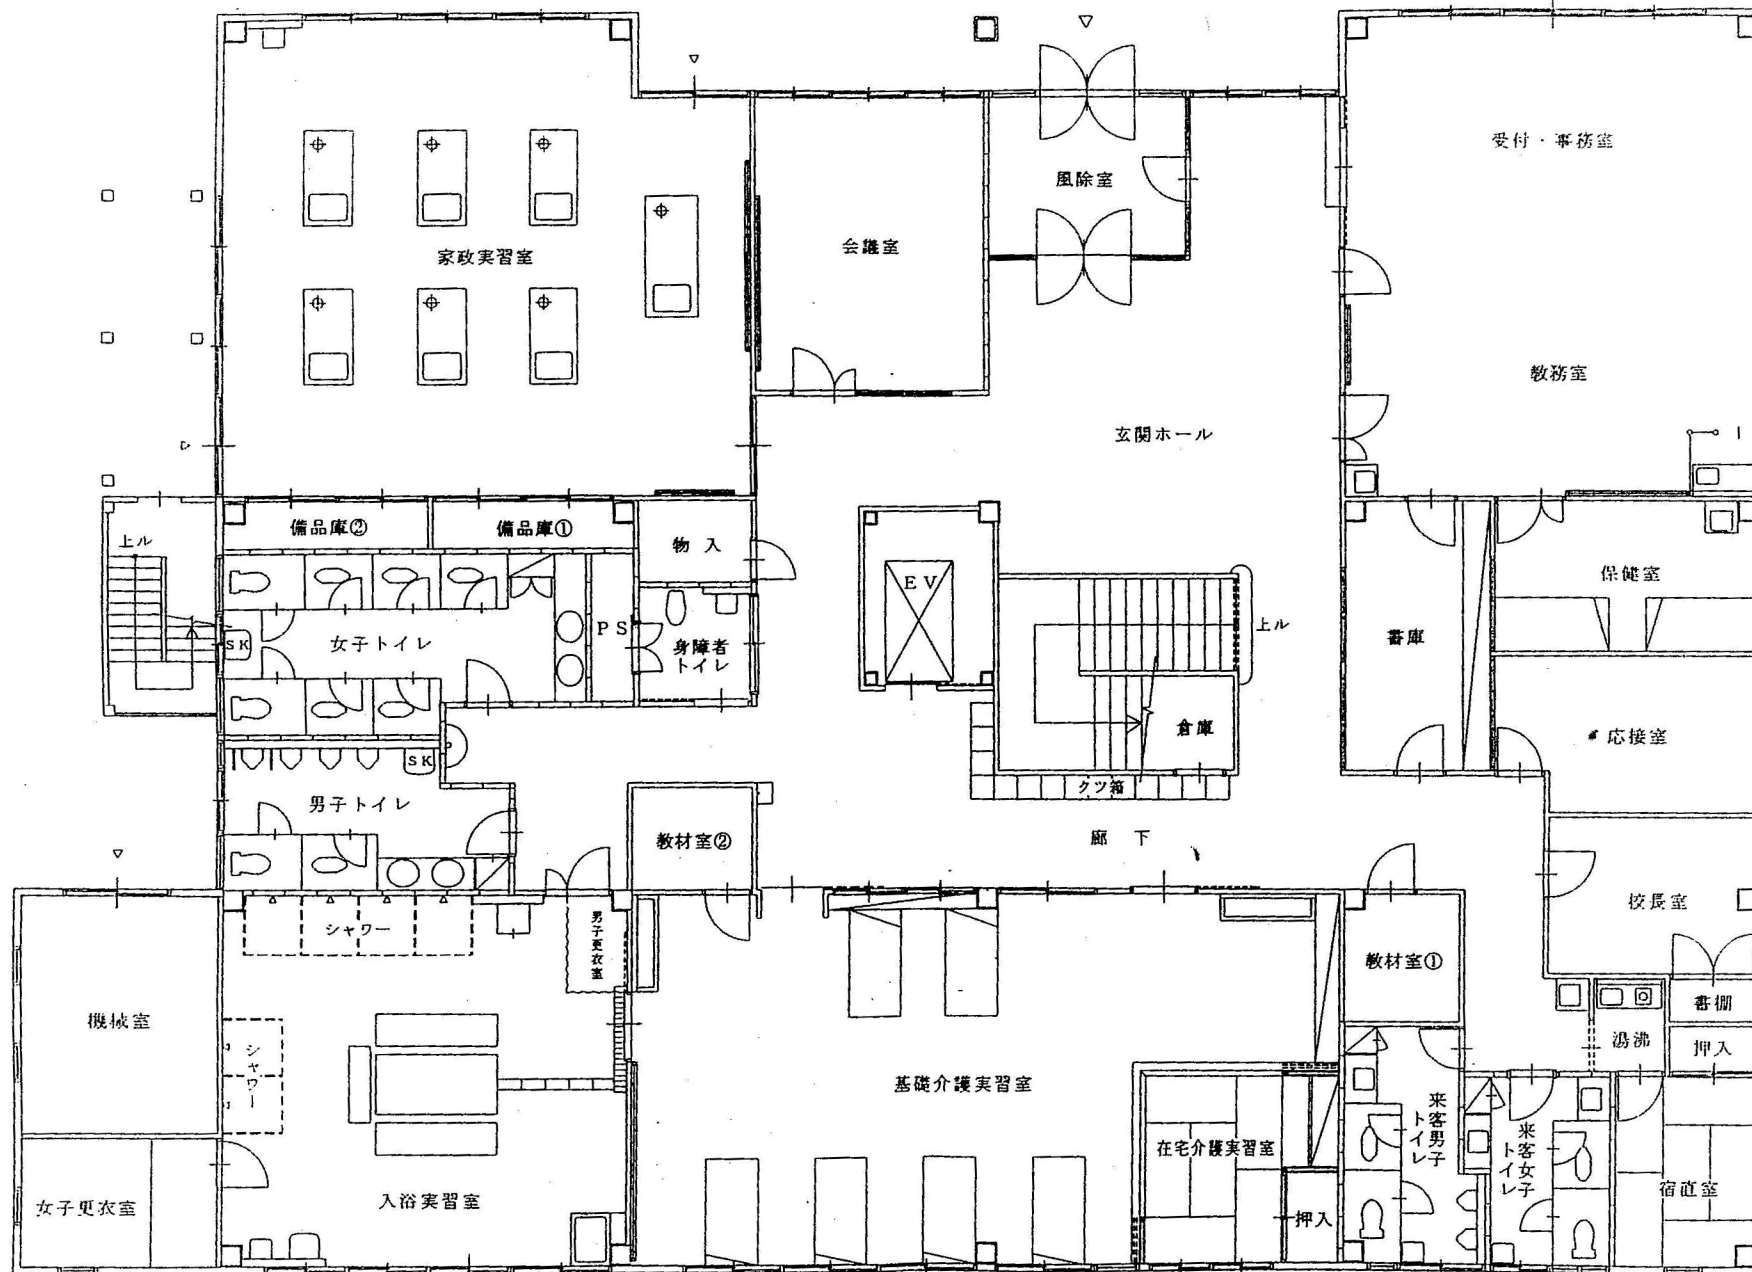 受付・事務室
風除室
会議室
家政実習室
教務室
玄関ホール
備品庫②
備品庫①
物入
上ル
EV
保健室
PS
女子トイレ
SK
身障者
トイレ
上ル
書庫
倉庫
応接室
SK
クツ箱
男子トイレ
教材室②
廊下
校長室
シャワー
男子更衣室
教材室①
書棚
機械室
シャワー
湯沸
押入
基礎介護実習室
来客男子
トイレ
来客女子
トイレ
在宅介護実習室
宿直室
女子更衣室
入浴実習室
押入